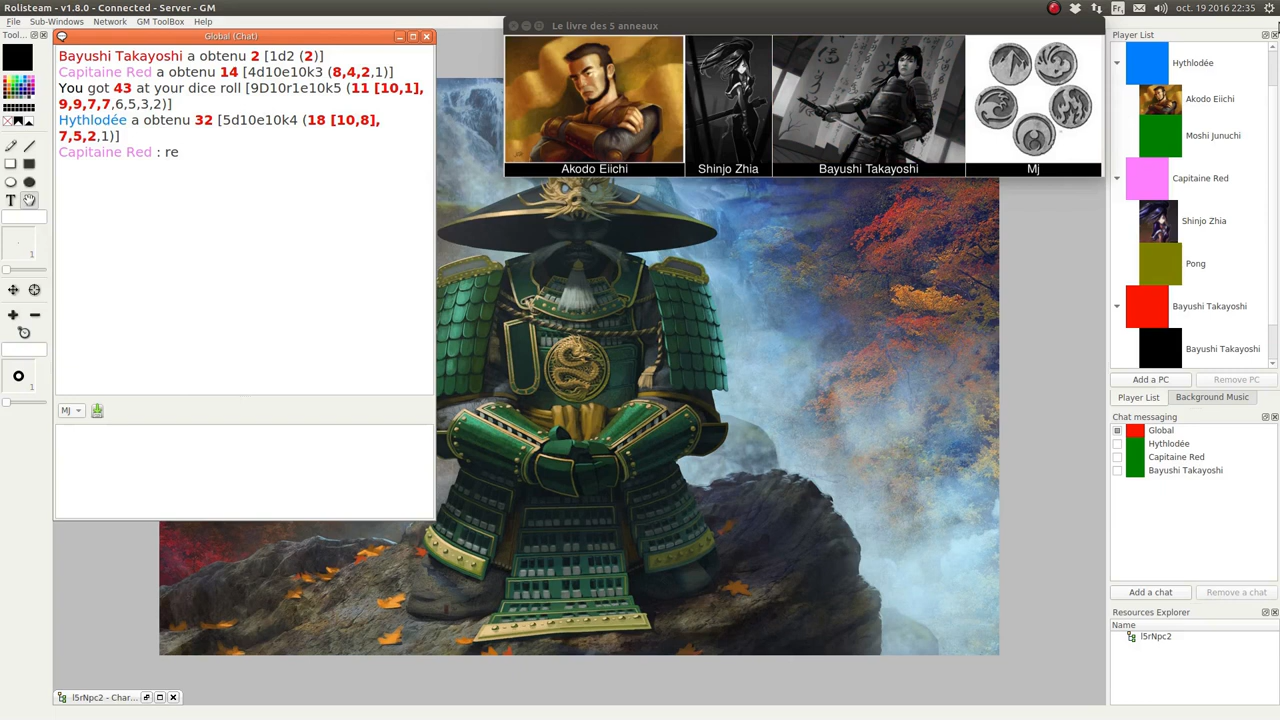 Rolisteam - v1.8.0 - Connected - Server - GM
Fr
oct. 19 2016 22:35
File Sub-Windows Network GM ToolBox Help
Tool...
Global (Chat)
Bayushi Takayoshi a obtenu 2 [1d2 (2)]
Capitaine Red a obtenu 14 [4d10e10k3 (8,4,2,1)]
You got 43 at your dice roll [9D10r1e10k5 (11 [10,1],
9,9,7,7,6,5,3,2)]
Hythlodée a obtenu 32 [5d10e10k4 (18 [10,8],
7,5,2,1)]
Capitaine Red : re
T
1
1
MJ
l5rNpc2 - Char...
Le livre des 5 anneaux
Akodo Eiichi
Shinjo Zhia
Bayushi Takayoshi
Mj
Player List
Hythlodée
Akodo Eiichi
Moshi Junuchi
Capitaine Red
Shinjo Zhia
Pong
Bayushi Takayoshi
Bayushi Takayoshi
Add a PC
Remove PC
Player List
Background Music
Chat messaging
Global
Hythlodée
Capitaine Red
Bayushi Takayoshi
Add a chat
Remove a chat
Resources Explorer
Name
l5rNpc2